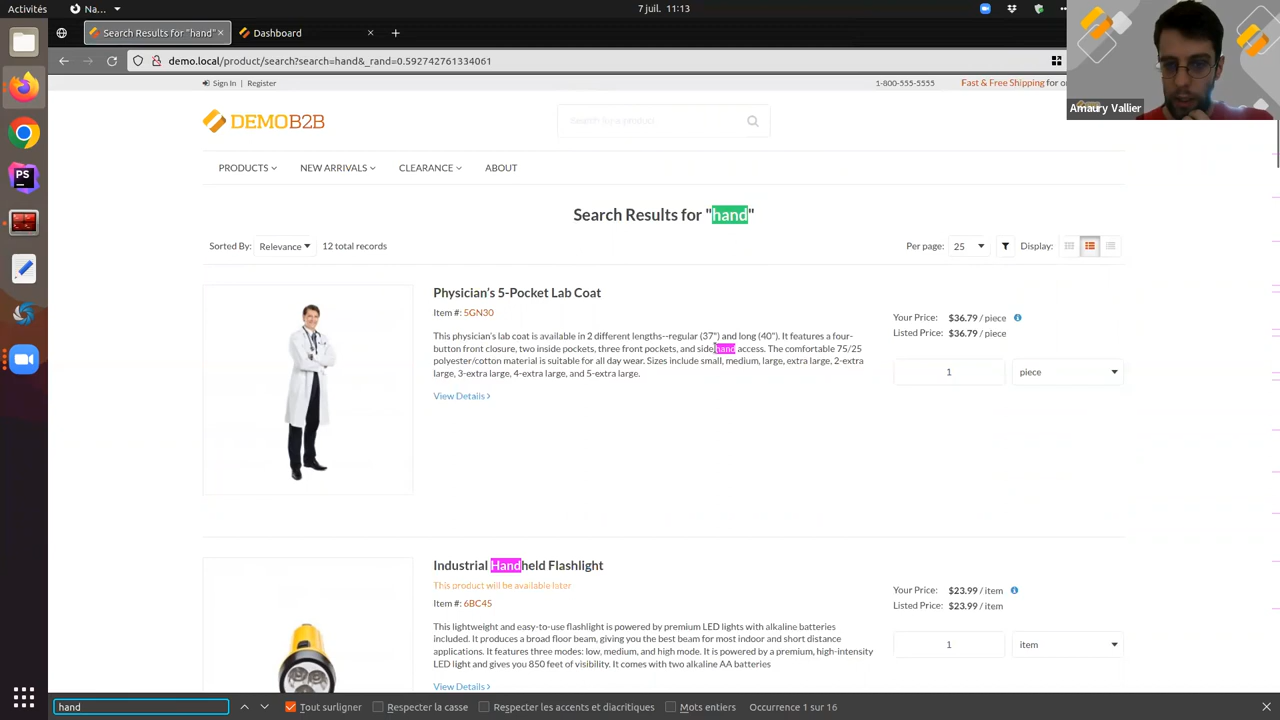 Activités
Na...
7 juil. 11:13
Search Results for "hand"
Dashboard
demo.local/product/search?search=hand&_rand=0.592742761334061
Amaury Vallier
Sign In | Register
1-800-555-5555
Fast & Free Shipping for o
DEMOB2B
PRODUCTS
NEW ARRIVALS
CLEARANCE
ABOUT
Search Results for "hand"
Sorted By:
Relevance
12 total records
Per page:
25
Display:
Physician's 5-Pocket Lab Coat
Item #: 5GN30
This physician's lab coat is available in 2 different lengths--regular (37") and long (40"). It features a four-
button front closure, two inside pockets, three front pockets, and side hand access. The comfortable 75/25
polyester/cotton material is suitable for all day wear. Sizes include small, medium, large, extra large, 2-extra
large, 3-extra large, 4-extra large, and 5-extra large.
View Details
Your Price: $36.79 / piece
Listed Price: $36.79 / piece
1
piece
Industrial Handheld Flashlight
This product will be available later
Item #: 6BC45
This lightweight and easy-to-use flashlight is powered by premium LED lights with alkaline batteries
included. It produces a broad floor beam, giving you the best beam for most indoor and short distance
applications. It features three modes: low, medium, and high mode. It is powered by a premium, high-intensity
LED light and gives you 850 feet of visibility. It comes with two alkaline AA batteries
View Details
Your Price: $23.99 / item
Listed Price: $23.99 / item
1
item
hand
Tout surligner
Respecter la casse
Respecter les accents et diacritiques
Mots entiers
Occurrence 1 sur 16
PS